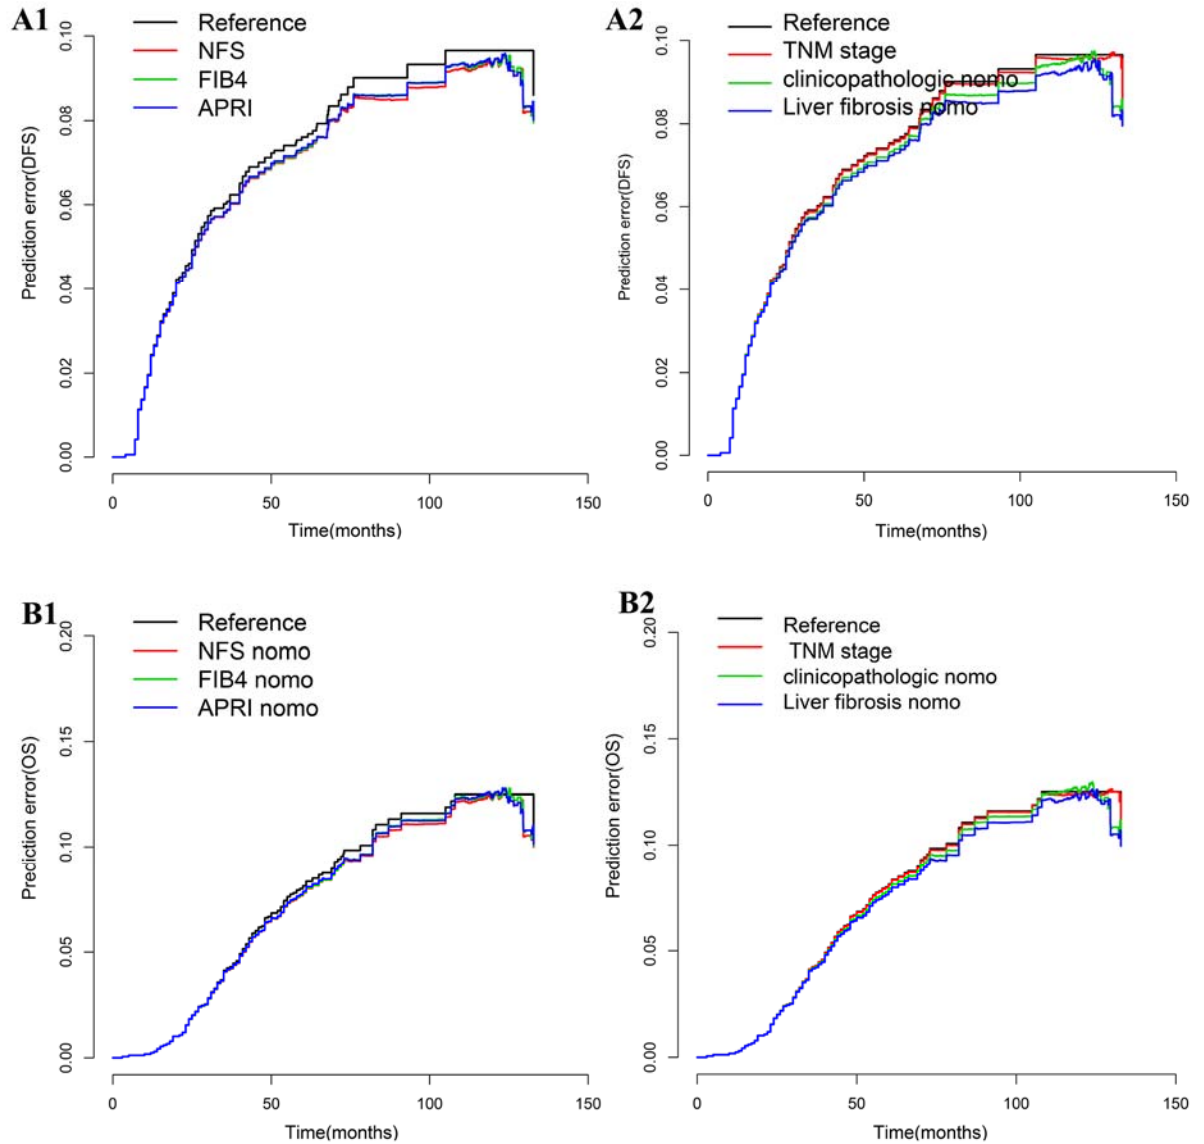 A1
Reference
NFS
FIB4
APRI
Prediction error(DFS)
0.10
0.08
0.06
0.04
0.02
0.00
0 50 100 150
Time(months)
A2
Reference
TNM stage
clinicopathologic nomo
Liver fibrosis nomo
Prediction error(DFS)
0.10
0.08
0.06
0.04
0.02
0.00
0 50 100 150
Time(months)
B1
Reference
NFS nomo
FIB4 nomo
APRI nomo
Prediction error(OS)
0.20
0.15
0.10
0.05
0.00
0 50 100 150
Time(months)
B2
Reference
TNM stage
clinicopathologic nomo
Liver fibrosis nomo
Prediction error(OS)
0.20
0.15
0.10
0.05
0.00
0 50 100 150
Time(months)